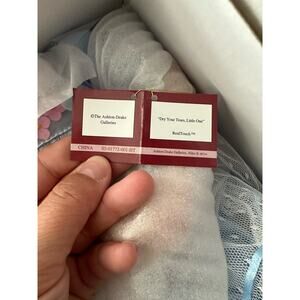 ©The Ashton-Drake
Galleries
CHINA
"Dry Your Tears, Little One"
RealTouch™
Ashton-Drake Galleries, Niles IL